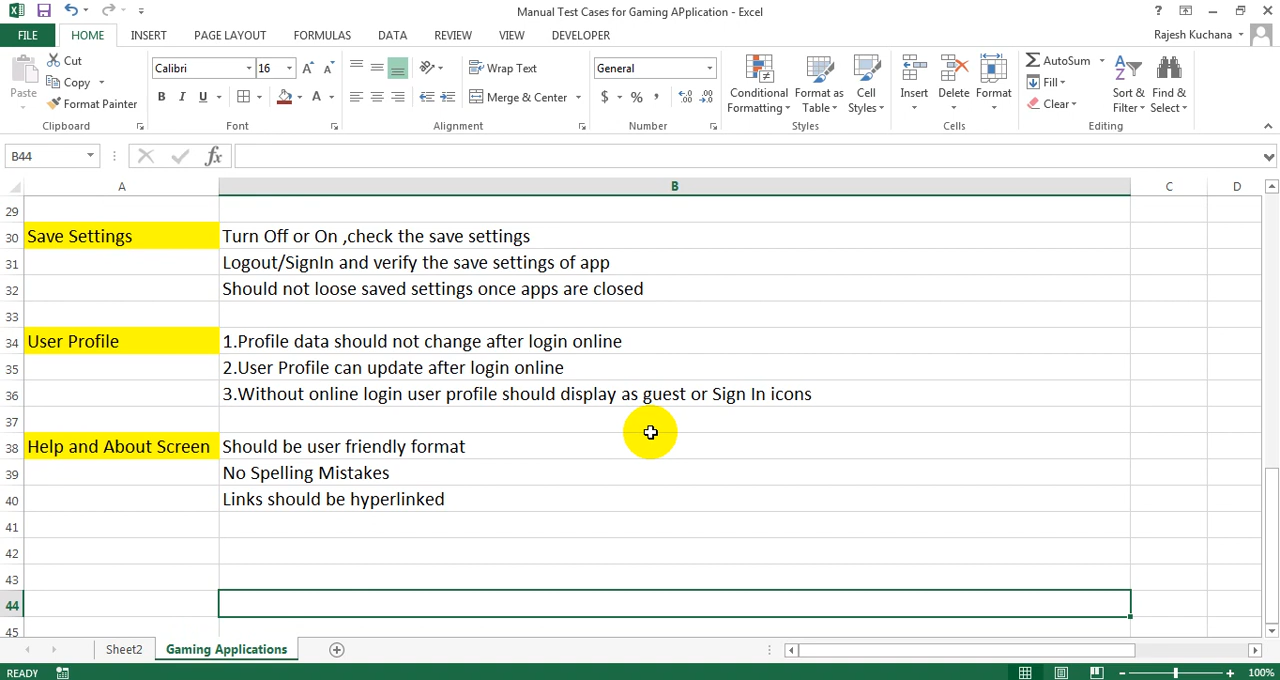 Manual Test Cases for Gaming APplication - Excel
?
FILE HOME INSERT PAGE LAYOUT FORMULAS DATA REVIEW VIEW DEVELOPER
Rajesh Kuchana
Paste
Cut
Copy
Format Painter
Clipboard
Calibri 16
B I U A
Font
Wrap Text
Merge & Center
Alignment
General
$ % ,
Number
Conditional Formatting
Format as Table
Cell Styles
Styles
Insert
Delete
Format
Cells
AutoSum
Fill
Clear
Sort & Filter
Find & Select
Editing
B44
fx
A B C D
29
30 Save Settings Turn Off or On ,check the save settings
31 Logout/SignIn and verify the save settings of app
32 Should not loose saved settings once apps are closed
33
34 User Profile 1.Profile data should not change after login online
35 2.User Profile can update after login online
36 3.Without online login user profile should display as guest or Sign In icons
37
38 Help and About Screen Should be user friendly format
39 No Spelling Mistakes
40 Links should be hyperlinked
41
42
43
44
45
Sheet2 Gaming Applications
READY
100%